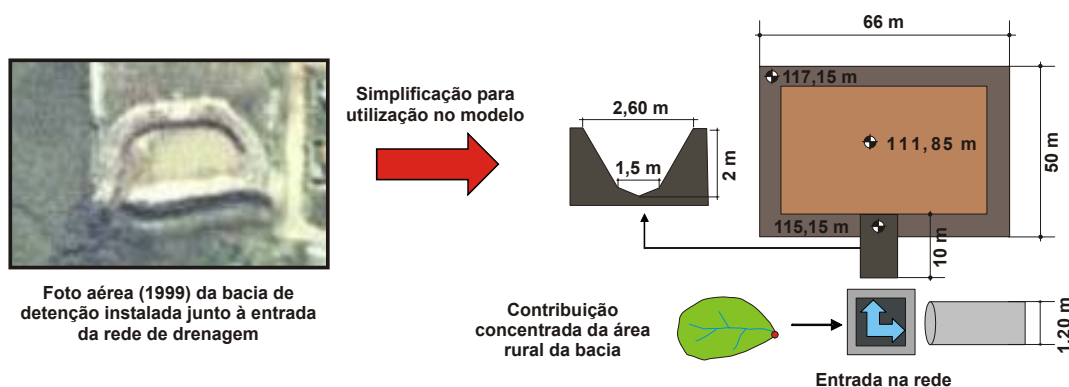 66 m
117,15 m
Simplificação para
utilização no modelo
2,60 m
1,5 m
2 m
111,85 m
50 m
115,15 m
10 m
Foto aérea (1999) da bacia de
detenção instalada junto à entrada
da rede de drenagem
Contribuição
concentrada da área
rural da bacia
1,20 m
Entrada na rede